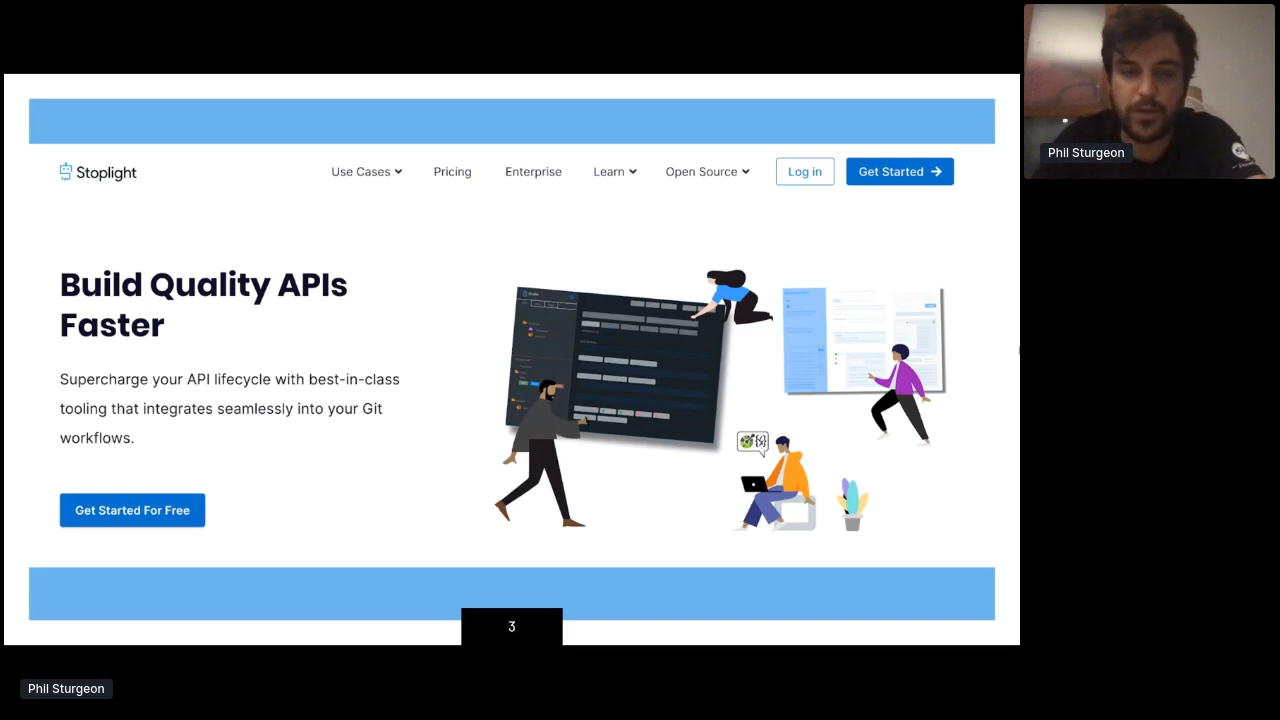 Phil Sturgeon
Stoplight
Use Cases
Pricing
Enterprise
Learn
Open Source
Log in
Get Started
Build Quality APIs
Faster
Supercharge your API lifecycle with best-in-class
tooling that integrates seamlessly into your Git
workflows.
Get Started For Free
3
Phil Sturgeon